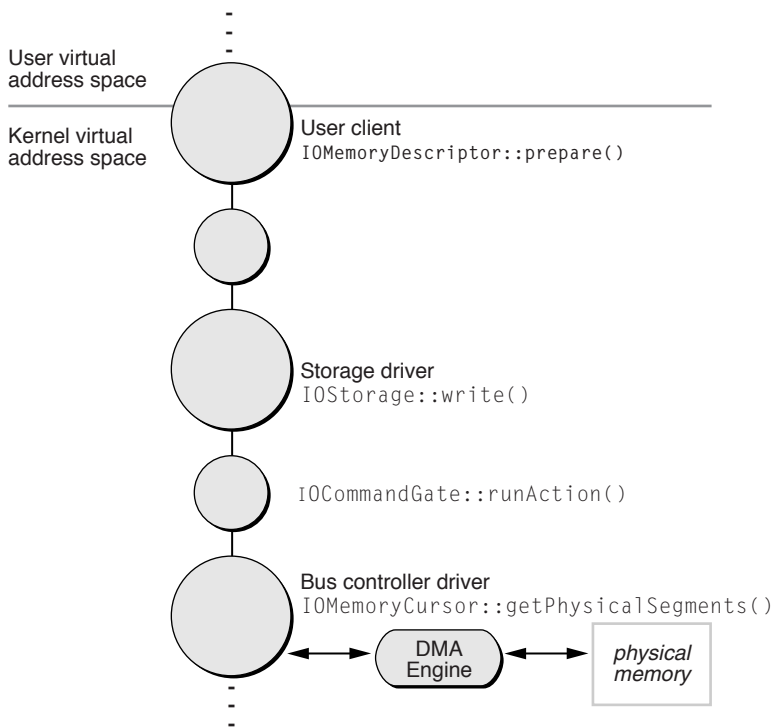 User virtual
address space
Kernel virtual
address space
User client
IOMemoryDescriptor::prepare()
Storage driver
IOStorage::write()
IOCommandGate::runAction()
Bus controller driver
IOMemoryCursor::getPhysicalSegments()
DMA
Engine
physical
memory